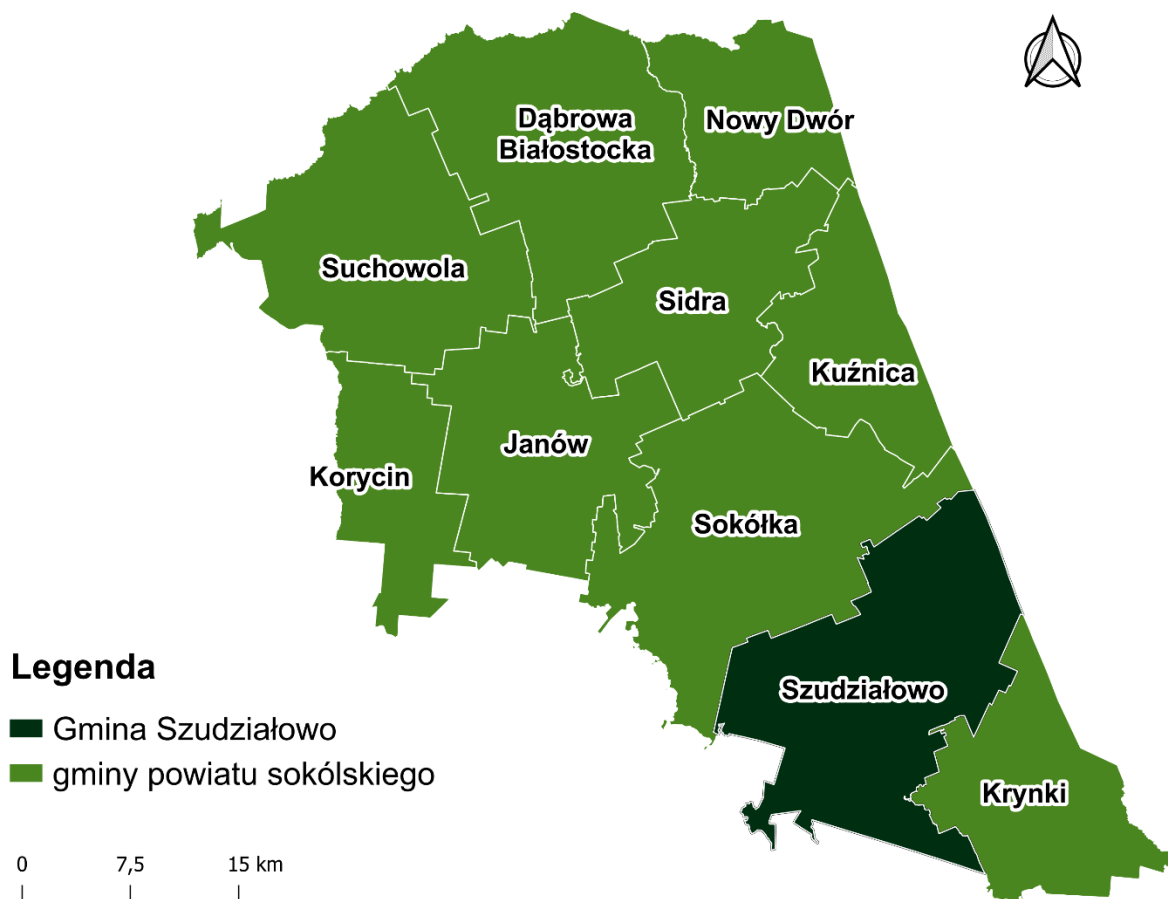 Dąbrowa
Białostocka
Nowy Dwór
Suchowola
Sidra
Kuźnica
Janów
Korycin
Sokółka
Szudziałowo
Krynki
Legenda
Gmina Szudziałowo
gminy powiatu sokólskiego
0 7,5 15 km